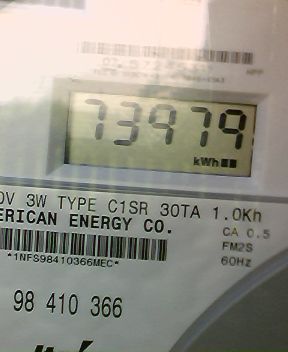 73979
kWh
0V 3W TYPE C1SR 30TA 1.0Kh
ERICAN ENERGY CO.
CA 0.5
FM2S
*1NFS98410366MEC*
60Hz
98 410 366